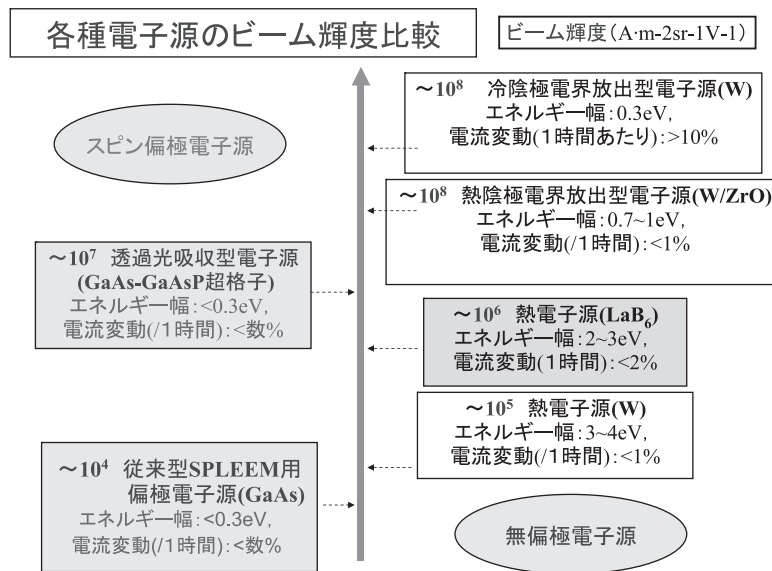 各種電子源のビーム輝度比較
ビーム輝度(A·m-2sr-1V-1)
スピン偏極電子源
～10⁸ 冷陰極電界放出型電子源(W)
エネルギー幅:0.3eV,
電流変動(1時間あたり):>10%
～10⁸ 熱陰極電界放出型電子源(W/ZrO)
エネルギー幅:0.7~1eV,
電流変動(/1時間):<1%
～10⁷ 透過光吸収型電子源
(GaAs-GaAsP超格子)
エネルギー幅:<0.3eV,
電流変動(/1時間):<数%
～10⁶ 熱電子源(LaB₆)
エネルギー幅:2~3eV,
電流変動(1時間):<2%
～10⁵ 熱電子源(W)
エネルギー幅:3~4eV,
電流変動(/1時間):<1%
～10⁴ 従来型SPLEEM用
偏極電子源(GaAs)
エネルギー幅:<0.3eV,
電流変動(/1時間):<数%
無偏極電子源